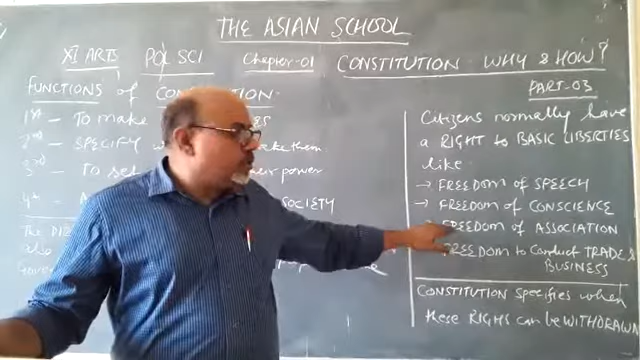 THE ASIAN SCHOOL
XI ARTS POL SCI Chapter-01 CONSTITUTION - WHY & HOW?
PART-03
FUNCTIONS of
1st - To make
2nd - SPECIFY them
3rd - To power
4th - SOCIETY
also
Citizens normally have
a RIGHT to BASIC LIBERTIES
like
→ FREEDOM of SPEECH
→ FREEDOM of CONSCIENCE
FREEDOM of ASSOCIATION
FREEDOM to Conduct TRADE &
BUSINESS
CONSTITUTION specifies when
these RIGHTS can be WITHDRAWN